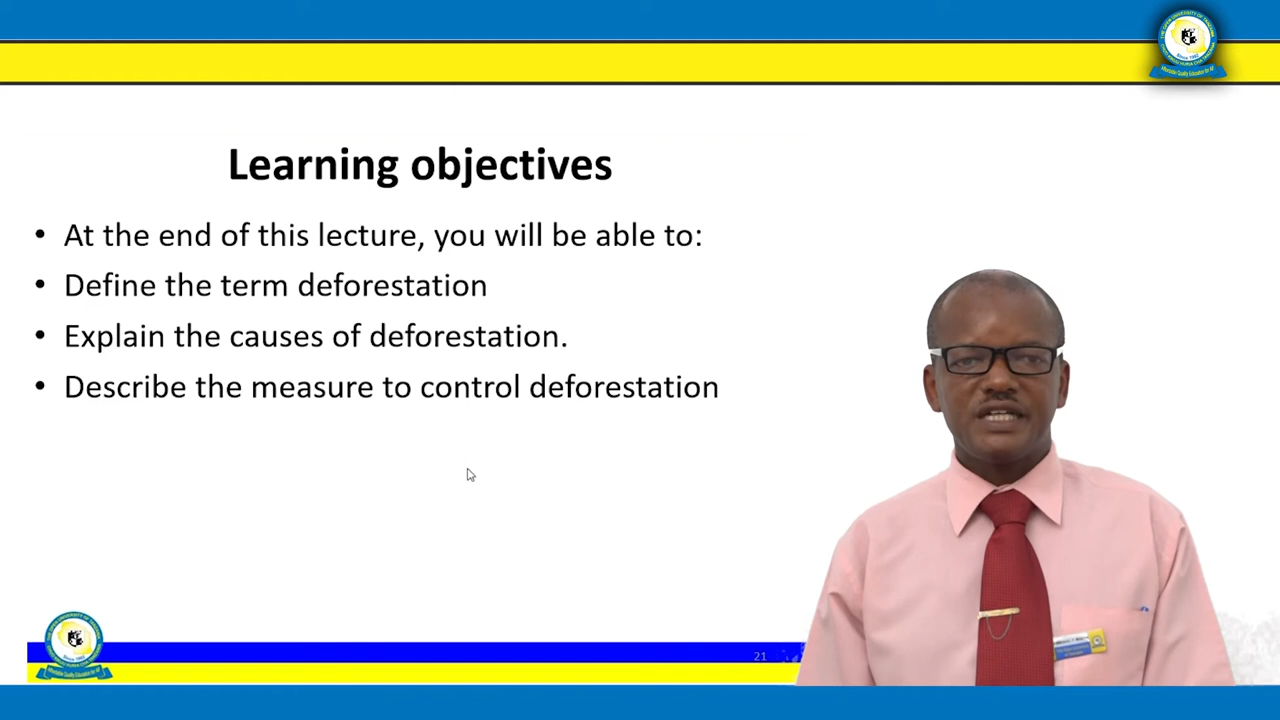 Learning objectives
• At the end of this lecture, you will be able to:
• Define the term deforestation
• Explain the causes of deforestation.
• Describe the measure to control deforestation
21